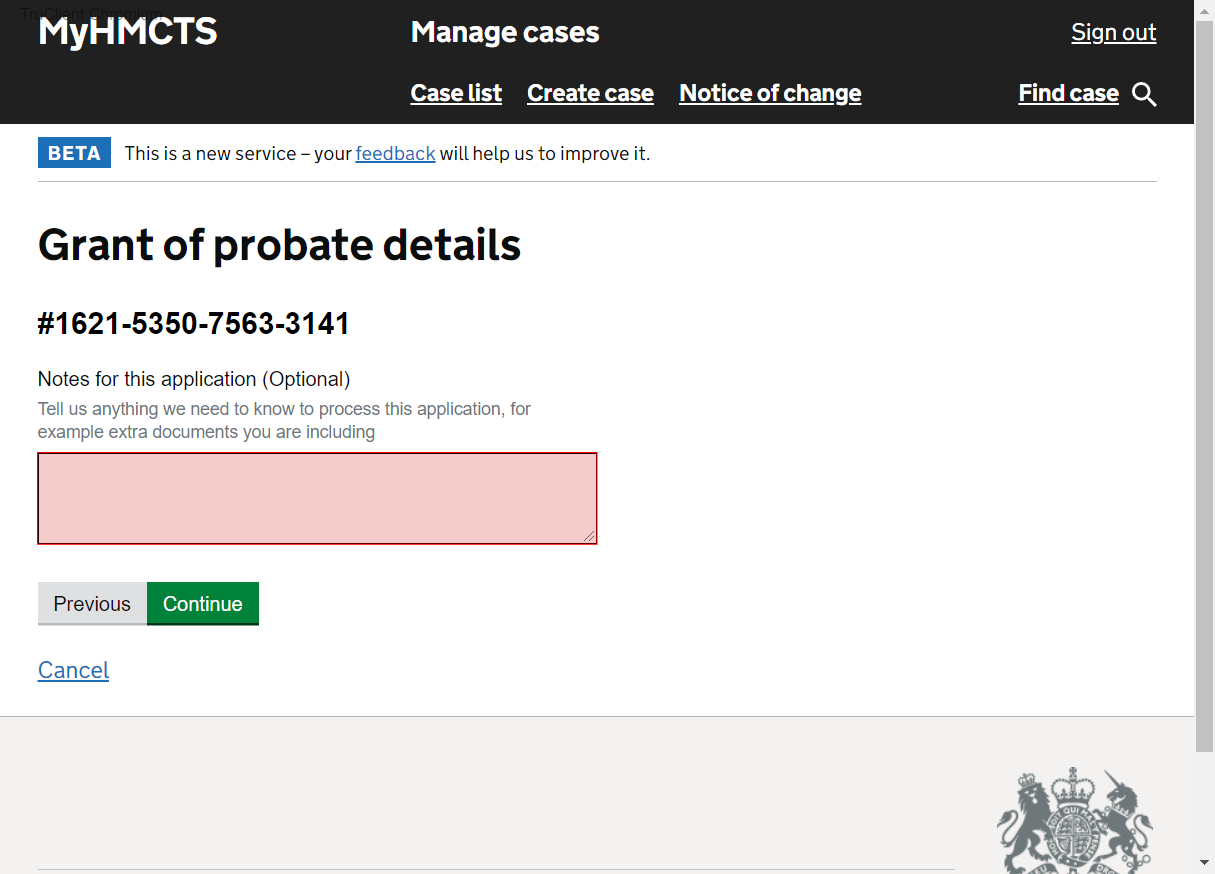 TruClient Chromium
MyHMCTS
Manage cases
Sign out
Case list
Create case
Notice of change
Find case
BETA
This is a new service – your feedback will help us to improve it.
Grant of probate details
#1621-5350-7563-3141
Notes for this application (Optional)
Tell us anything we need to know to process this application, for
example extra documents you are including
Previous
Continue
Cancel